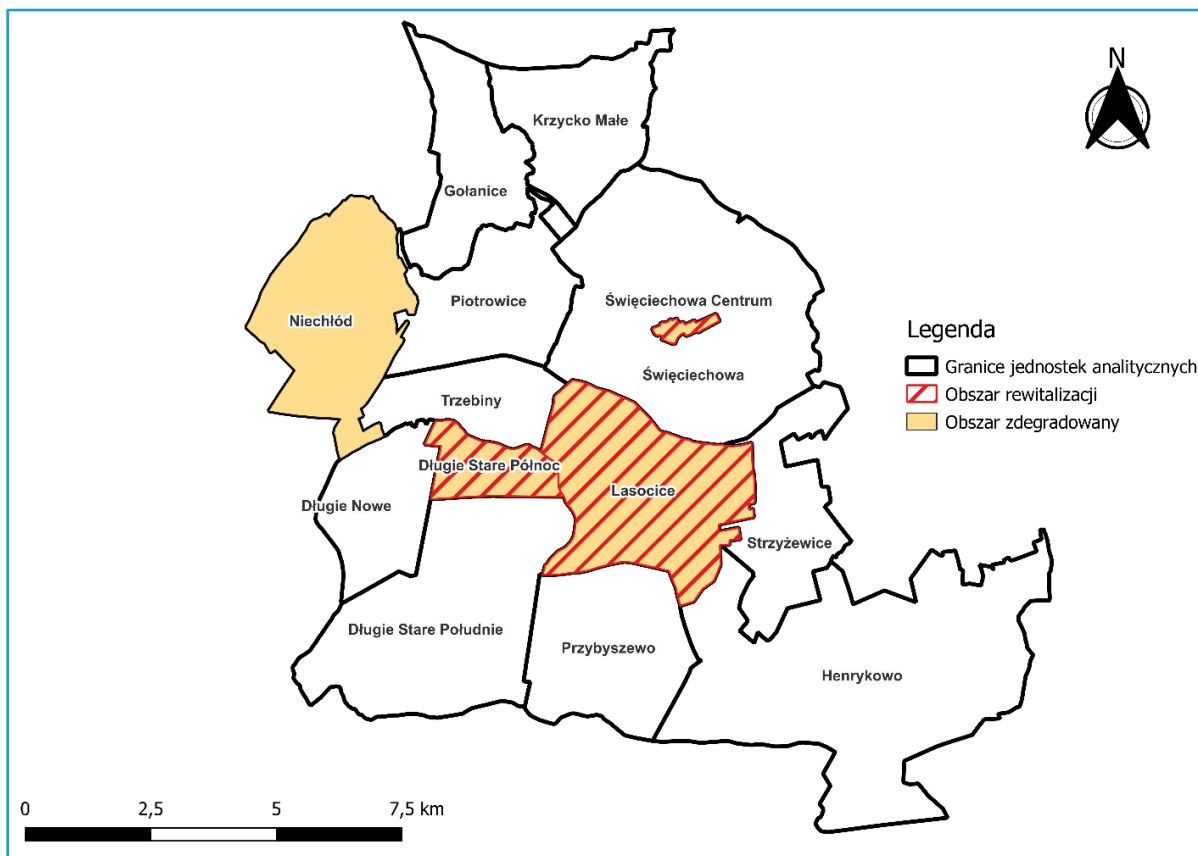 N
Krzycko Małe
Gołanice
Piotrowice
Święciechowa Centrum
Niechłód
Legenda
Granice jednostek analitycznych
Obszar rewitalizacji
Obszar zdegradowany
Święciechowa
Trzebiny
Długie Stare Północ
Lasocice
Długie Nowe
Strzyżewice
Długie Stare Południe
Przybyszewo
Henrykowo
0 2,5 5 7,5 km